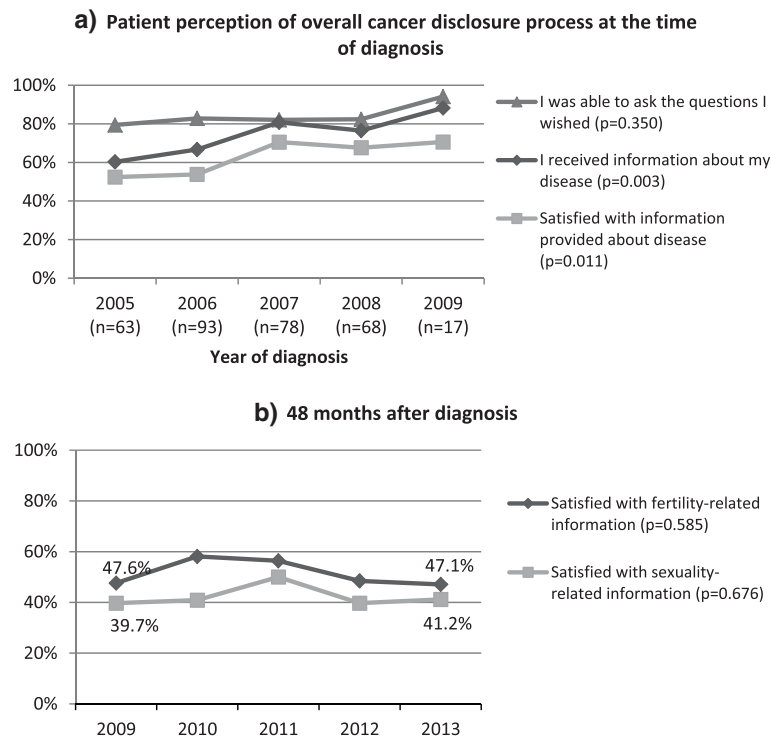 a) Patient perception of overall cancer disclosure process at the time
of diagnosis
100%
80%
60%
40%
20%
0%
I was able to ask the questions I
wished (p=0.350)
I received information about my
disease (p=0.003)
Satisfied with information
provided about disease
(p=0.011)
2005 2006 2007 2008 2009
(n=63) (n=93) (n=78) (n=68) (n=17)
Year of diagnosis
b) 48 months after diagnosis
100%
80%
60%
40%
20%
0%
47.6%
47.1%
39.7%
41.2%
Satisfied with fertility-related
information (p=0.585)
Satisfied with sexuality-
related information (p=0.676)
2009 2010 2011 2012 2013